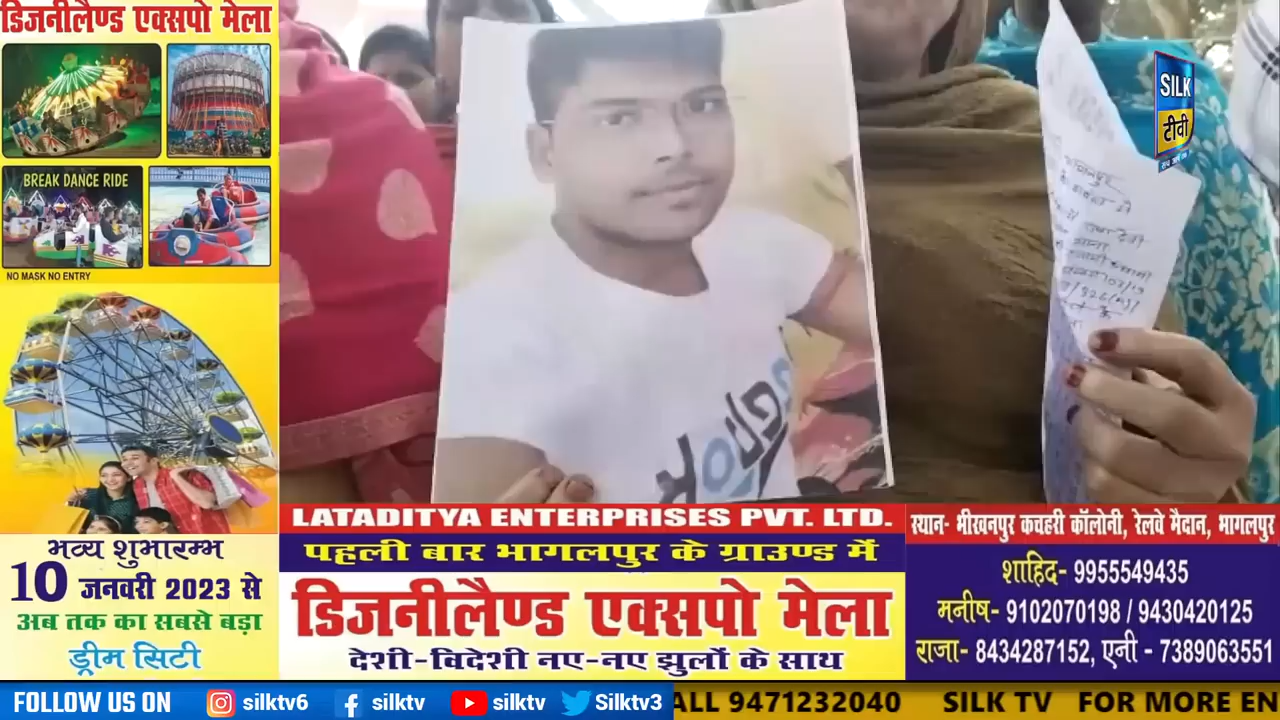 डिजनीलैण्ड एक्सपो मेला
BREAK DANCE RIDE
NO MASK NO ENTRY
भव्य शुभारम्भ
10 जनवरी 2023 से
अब तक का सबसे बड़ा
ड्रीम सिटी
SILK
टीवी
LATADITYA ENTERPRISES PVT. LTD.
पहली बार भागलपुर के ग्राउण्ड में
डिजनीलैण्ड एक्सपो मेला
देशी-विदेशी नए-नए झुलों के साथ
स्थान- भीखनपुर कचहरी कॉलोनी, रेलवे मैदान, भागलपुर
शाहिद- 9955549435
मनीष- 9102070198 / 9430420125
राजा- 8434287152, एनी - 7389063551
FOLLOW US ON silktv6 silktv silktv Silktv3 ALL 9471232040 SILK TV FOR MORE EN